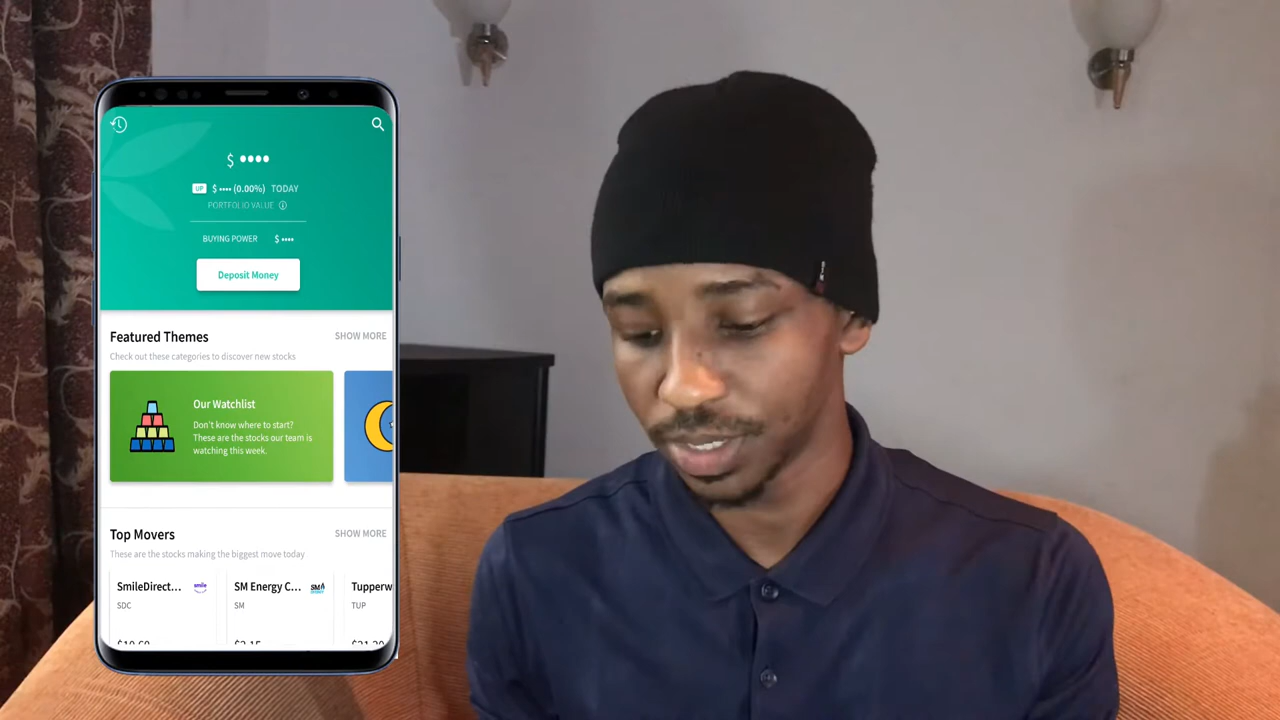 $ ••••
UP $ •••• (0.00%) TODAY
PORTFOLIO VALUE
BUYING POWER $ ••••
Deposit Money
Featured Themes SHOW MORE
Check out these categories to discover new stocks
Our Watchlist
Don't know where to start?
These are the stocks our team is
watching this week.
Top Movers SHOW MORE
These are the stocks making the biggest move today
SmileDirect... smile SM Energy C... SM Tupperw
SDC SM TUP